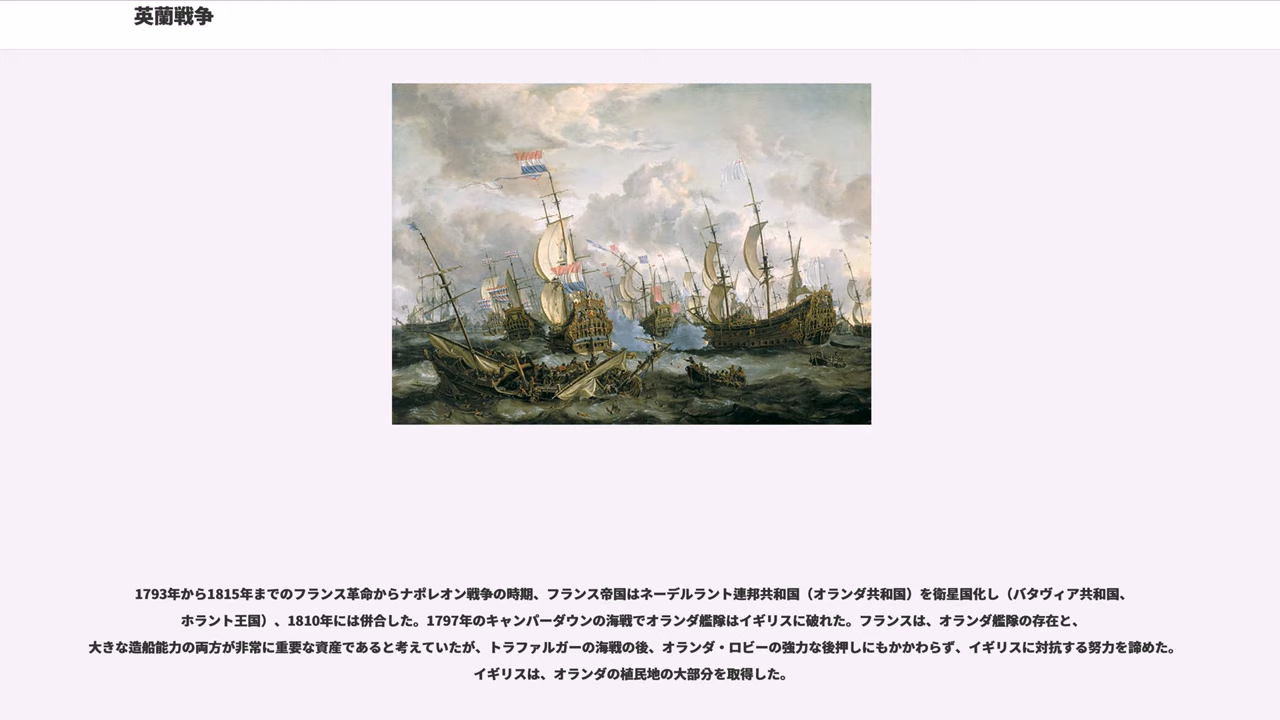 英蘭戦争
1793年から1815年までのフランス革命からナポレオン戦争の時期、フランス帝国はネーデルラント連邦共和国（オランダ共和国）を衛星国化し（バタヴィア共和国、
ホラント王国）、1810年には併合した。1797年のキャンパーダウンの海戦でオランダ艦隊はイギリスに破れた。フランスは、オランダ艦隊の存在と、
大きな造船能力の両方が非常に重要な資産であると考えていたが、トラファルガーの海戦の後、オランダ・ロビーの強力な後押しにもかかわらず、イギリスに対抗する努力を諦めた。
イギリスは、オランダの植民地の大部分を取得した。